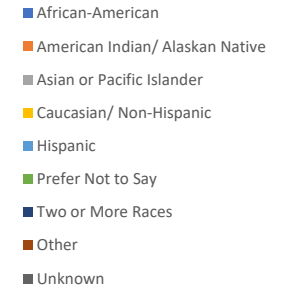 African-American
American Indian/ Alaskan Native
Asian or Pacific Islander
Caucasian/ Non-Hispanic
Hispanic
Prefer Not to Say
Two or More Races
Other
Unknown